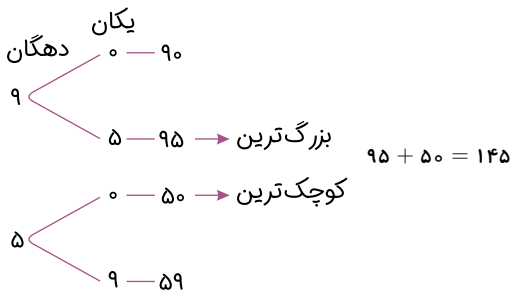 یکان
دهگان
۰ — ۹۰
۹
۵ — ۹۵ → بزرگ‌ترین
۹۵ + ۵۰ = ۱۴۵
۰ — ۵۰ → کوچک‌ترین
۵
۹ — ۵۹